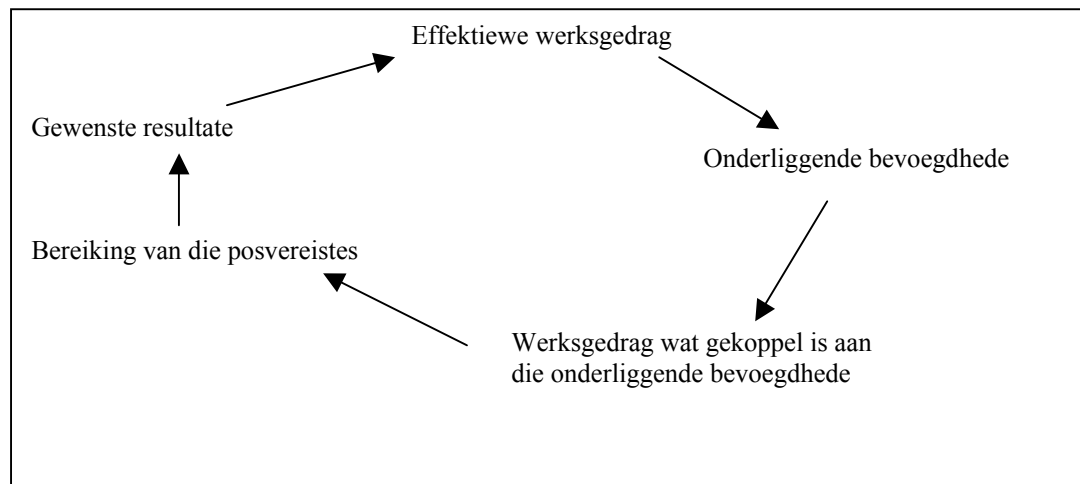 Effektiewe werksgedrag
Gewenste resultate
Onderliggende bevoegdhede
Bereiking van die posvereistes
Werksgedrag wat gekoppel is aan
die onderliggende bevoegdhede